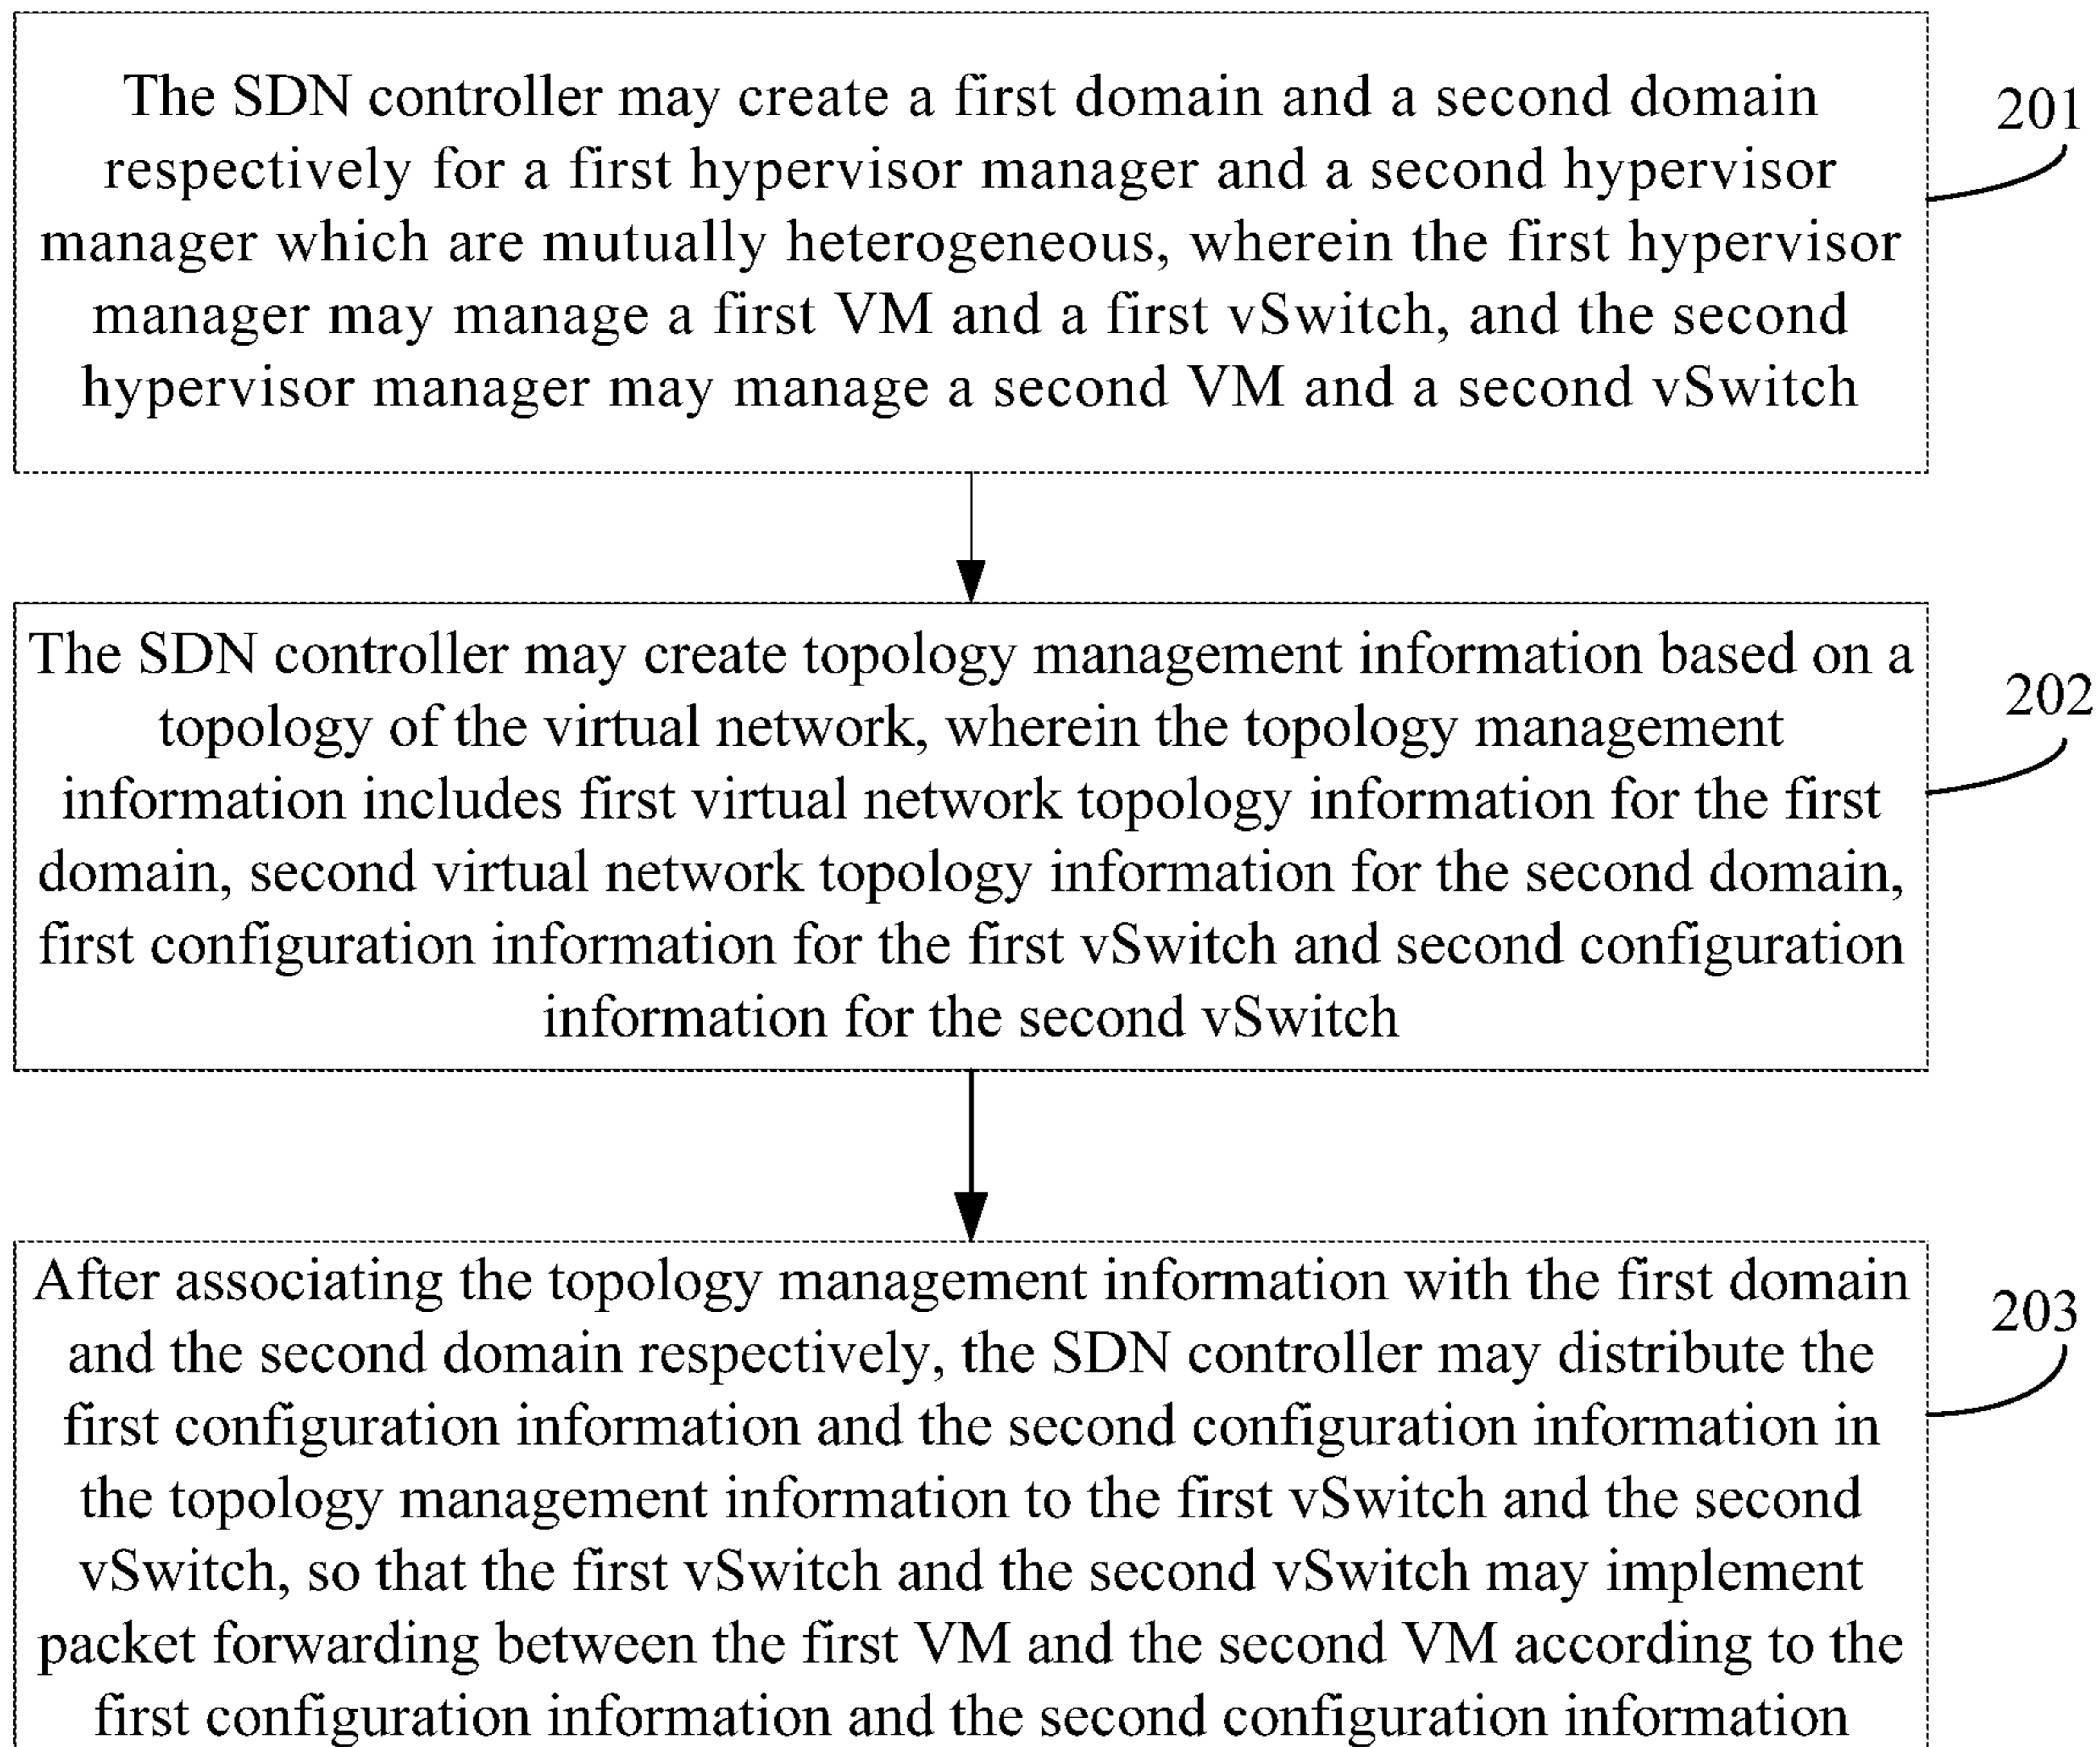 The SDN controller may create a first domain and a second domain
respectively for a first hypervisor manager and a second hypervisor
manager which are mutually heterogeneous, wherein the first hypervisor
manager may manage a first VM and a first vSwitch, and the second
hypervisor manager may manage a second VM and a second vSwitch
201
The SDN controller may create topology management information based on a
topology of the virtual network, wherein the topology management
information includes first virtual network topology information for the first
domain, second virtual network topology information for the second domain,
first configuration information for the first vSwitch and second configuration
information for the second vSwitch
202
After associating the topology management information with the first domain
and the second domain respectively, the SDN controller may distribute the
first configuration information and the second configuration information in
the topology management information to the first vSwitch and the second
vSwitch, so that the first vSwitch and the second vSwitch may implement
packet forwarding between the first VM and the second VM according to the
first configuration information and the second configuration information
203